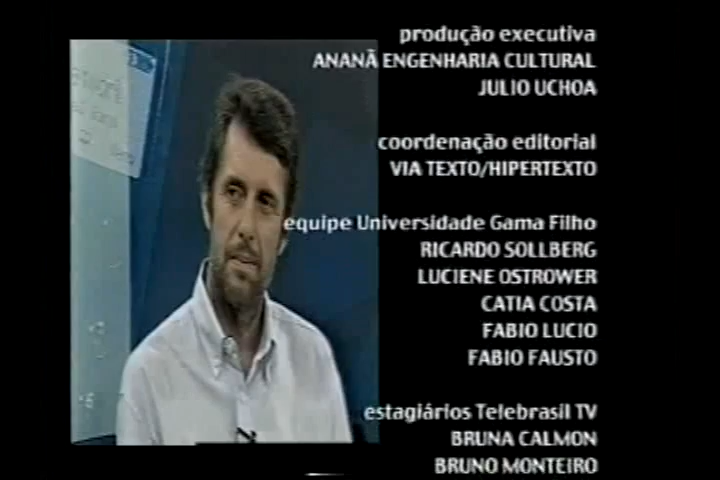 produção executiva
ANANÃ ENGENHARIA CULTURAL
JULIO UCHOA
coordenação editorial
VIA TEXTO/HIPERTEXTO
equipe Universidade Gama Filho
RICARDO SOLLBERG
LUCIENE OSTROWER
CATIA COSTA
FABIO LUCIO
FABIO FAUSTO
estagiários Telebrasil TV
BRUNA CALMON
BRUNO MONTEIRO